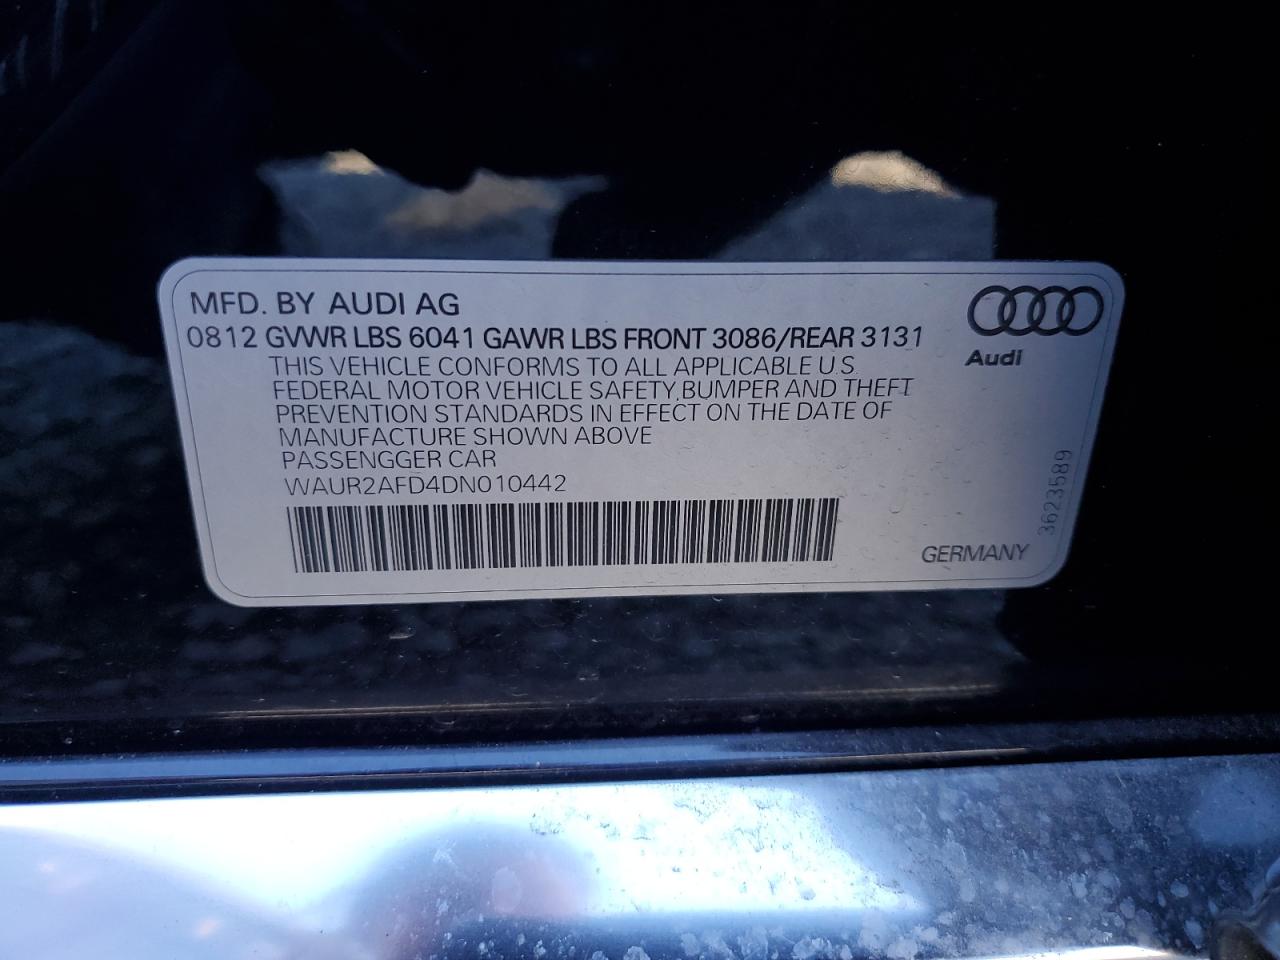 MFD. BY AUDI AG
0812 GVWR LBS 6041 GAWR LBS FRONT 3086/REAR 3131
THIS VEHICLE CONFORMS TO ALL APPLICABLE U.S.
FEDERAL MOTOR VEHICLE SAFETY, BUMPER AND THEFT
PREVENTION STANDARDS IN EFFECT ON THE DATE OF
MANUFACTURE SHOWN ABOVE
PASSENGGER CAR
WAUR2AFD4DN010442
Audi
3623589
GERMANY